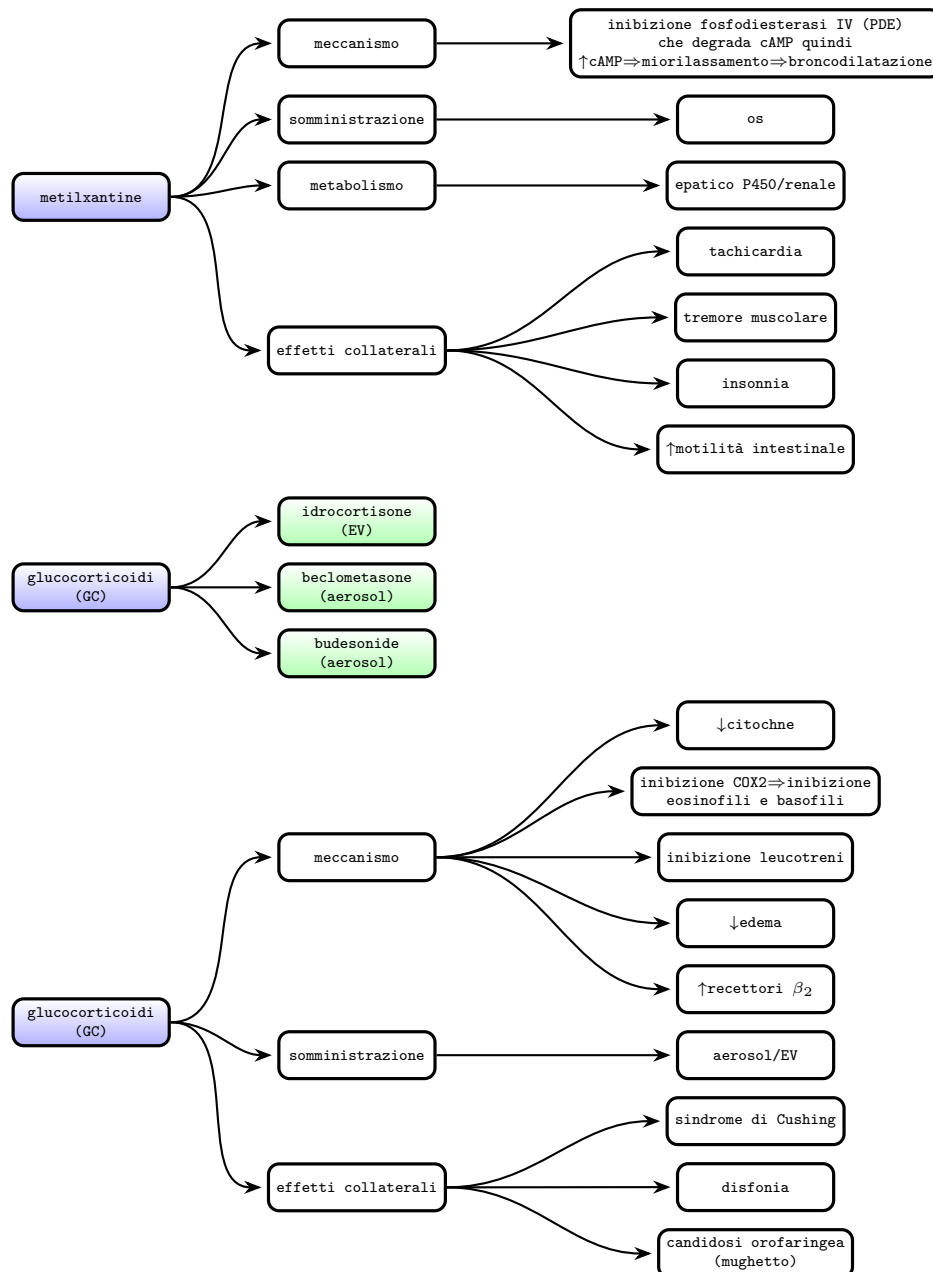 meccanismo
inibizione fosfodiesterasi IV (PDE)
che degrada cAMP quindi
↑cAMP⇒miorilassamento⇒broncodilatazione
somministrazione
os
metilxantine
metabolismo
epatico P450/renale
effetti collaterali
tachicardia
tremore muscolare
insonnia
↑motilità intestinale
glucocorticoidi
(GC)
idrocortisone
(EV)
beclometasone
(aerosol)
budesonide
(aerosol)
glucocorticoidi
(GC)
meccanismo
↓citochne
inibizione COX2⇒inibizione
eosinofili e basofili
inibizione leucotreni
↓edema
↑recettori β₂
somministrazione
aerosol/EV
effetti collaterali
sindrome di Cushing
disfonia
candidosi orofaringea
(mughetto)